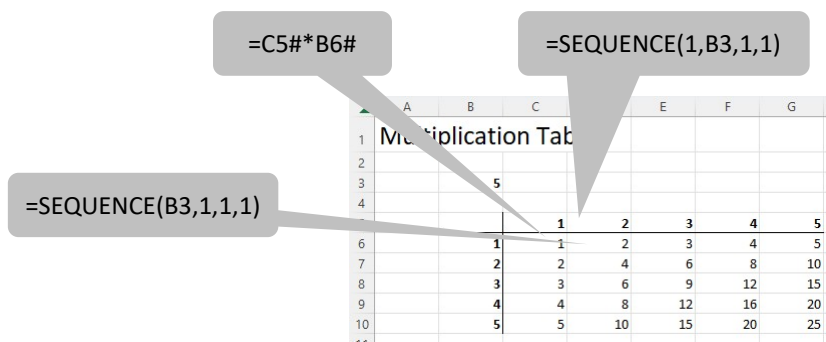 =C5#*B6#
=SEQUENCE(1,B3,1,1)
A B C E F G
1 Multiplication Tab
2
3 5
=SEQUENCE(B3,1,1,1)
4
1 2 3 4 5
6 1 1 2 3 4 5
7 2 2 4 6 8 10
8 3 3 6 9 12 15
9 4 4 8 12 16 20
10 5 5 10 15 20 25